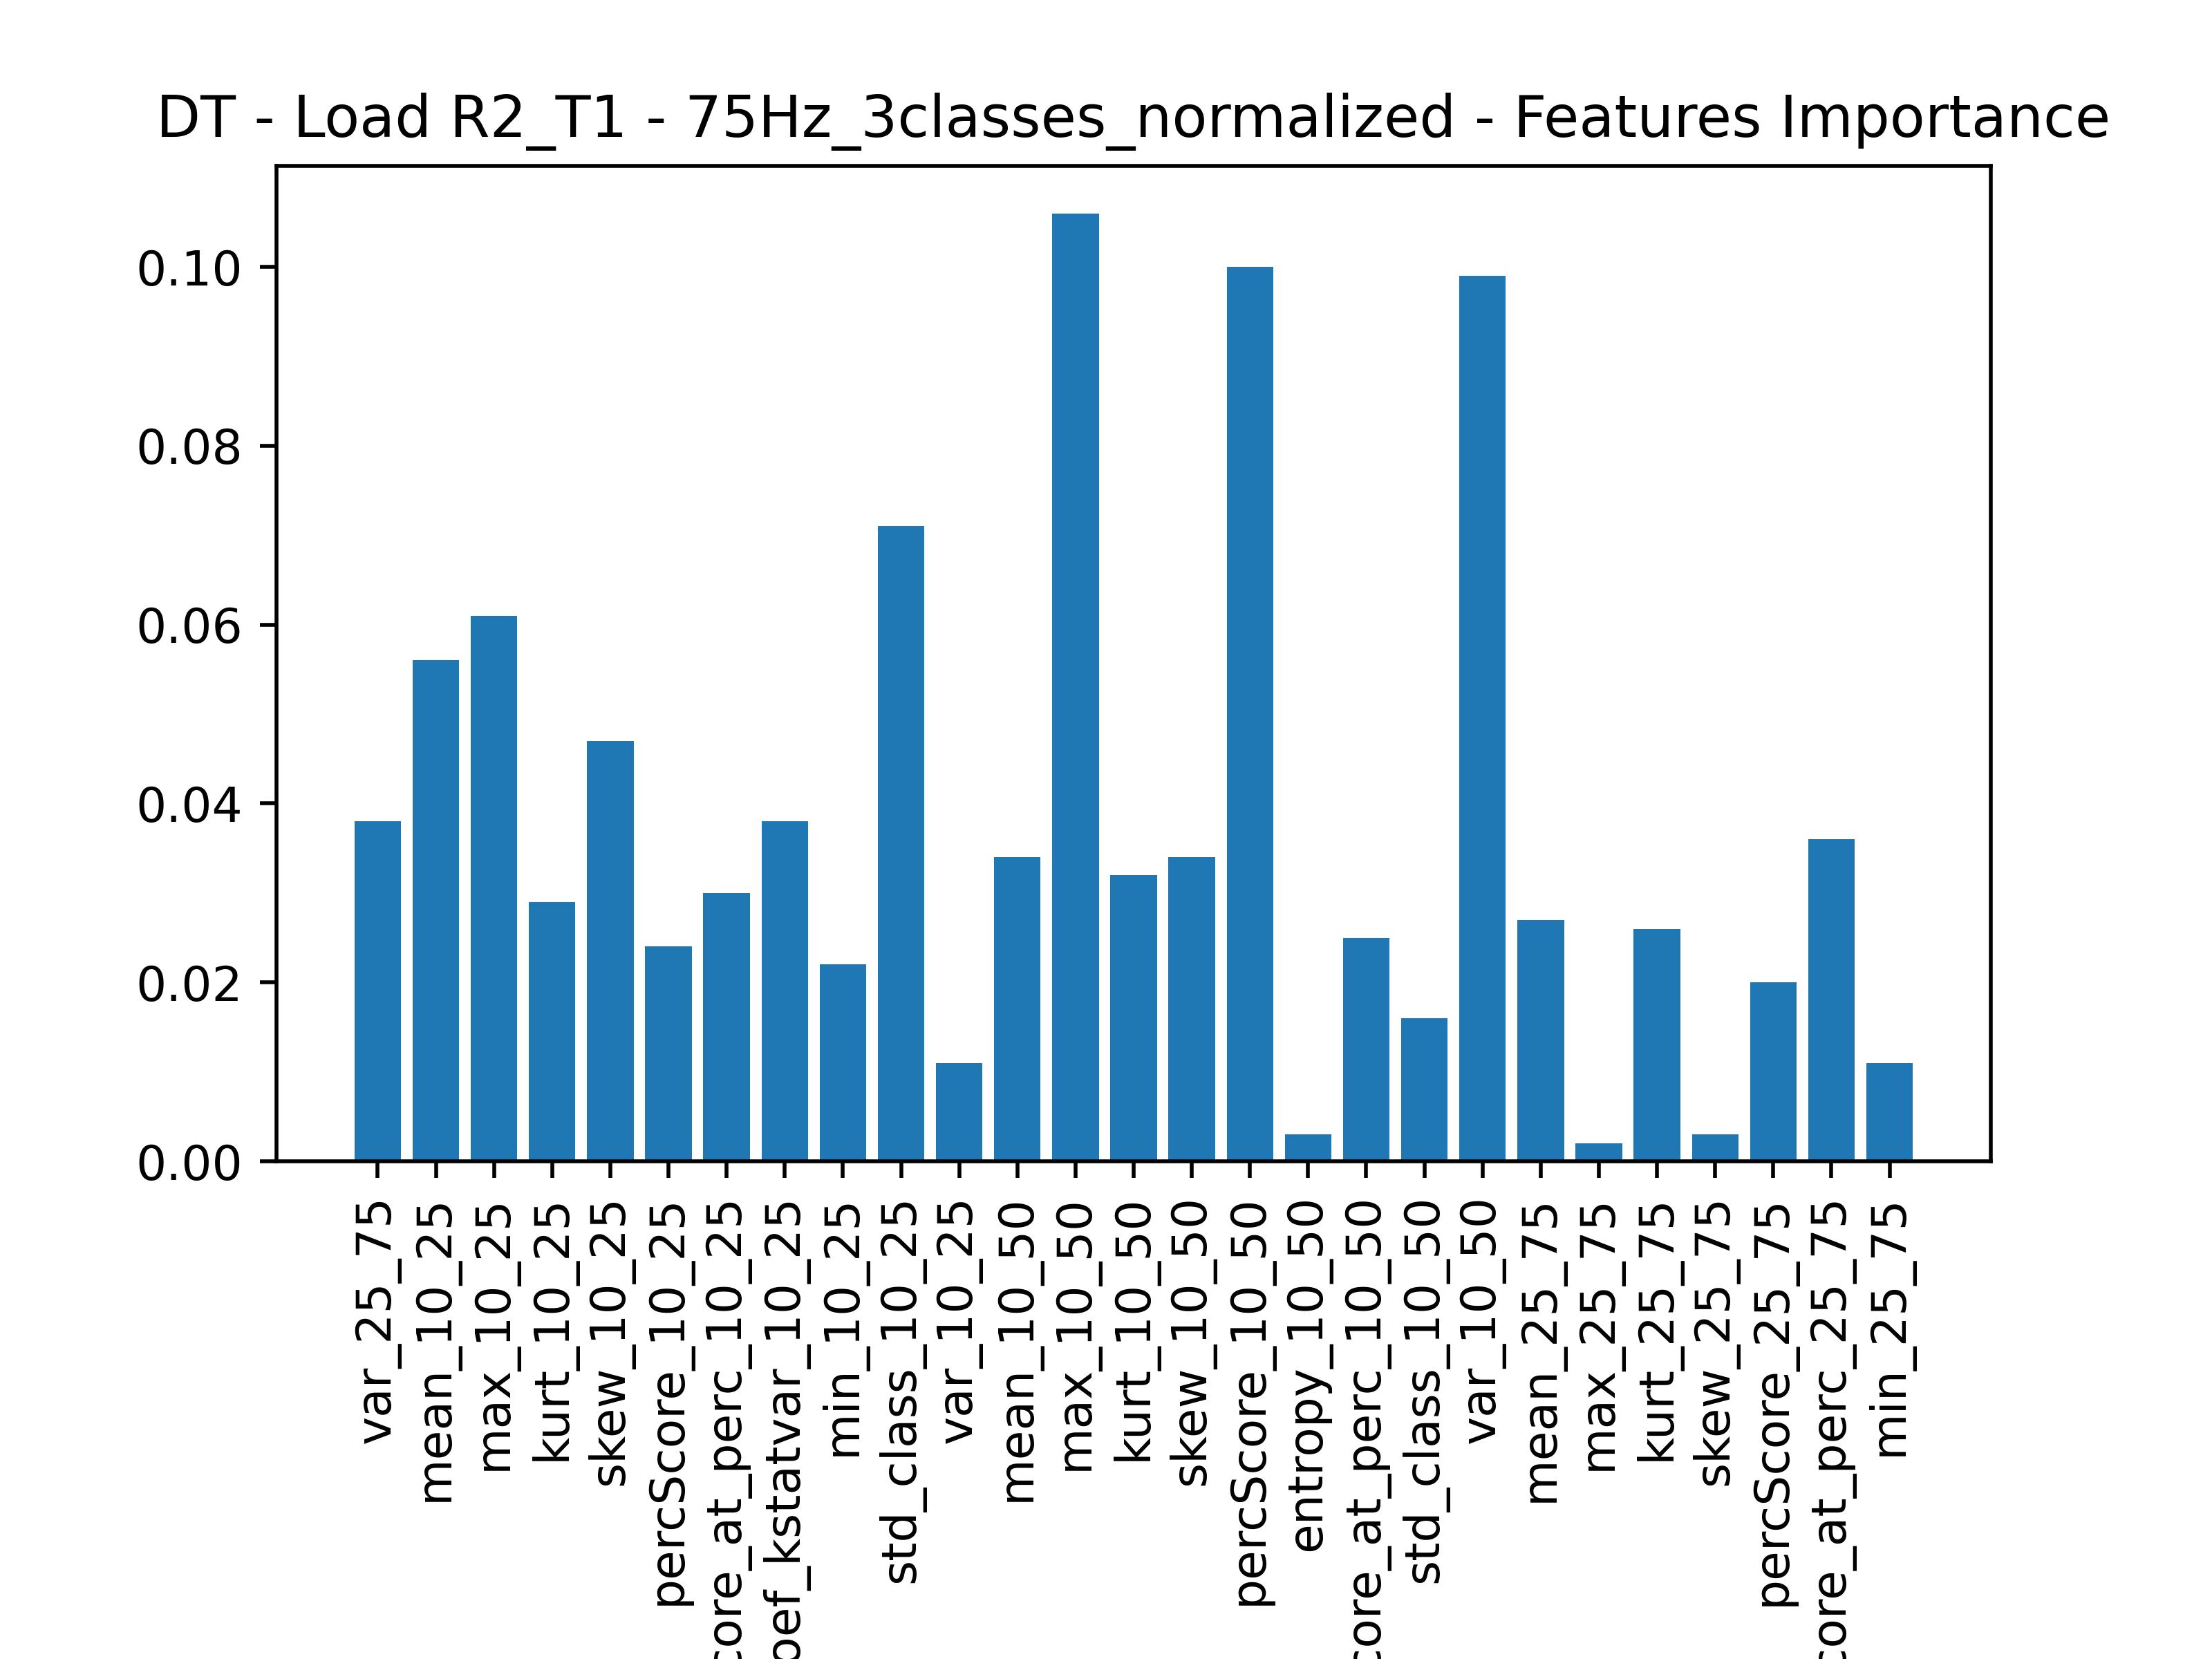 DT - Load R2_T1 - 75Hz_3classes_normalized - Features Importance
0.10
0.08
0.06
0.04
0.02
0.00
var_25_75
mean_10_25
max_10_25
kurt_10_25
skew_10_25
percScore_10_25
core_at_perc_10_25
oef_kstatvar_10_25
min_10_25
std_class_10_25
var_10_25
mean_10_50
max_10_50
kurt_10_50
skew_10_50
percScore_10_50
entropy_10_50
core_at_perc_10_50
std_class_10_50
var_10_50
mean_25_75
max_25_75
kurt_25_75
skew_25_75
percScore_25_75
core_at_perc_25_75
min_25_75